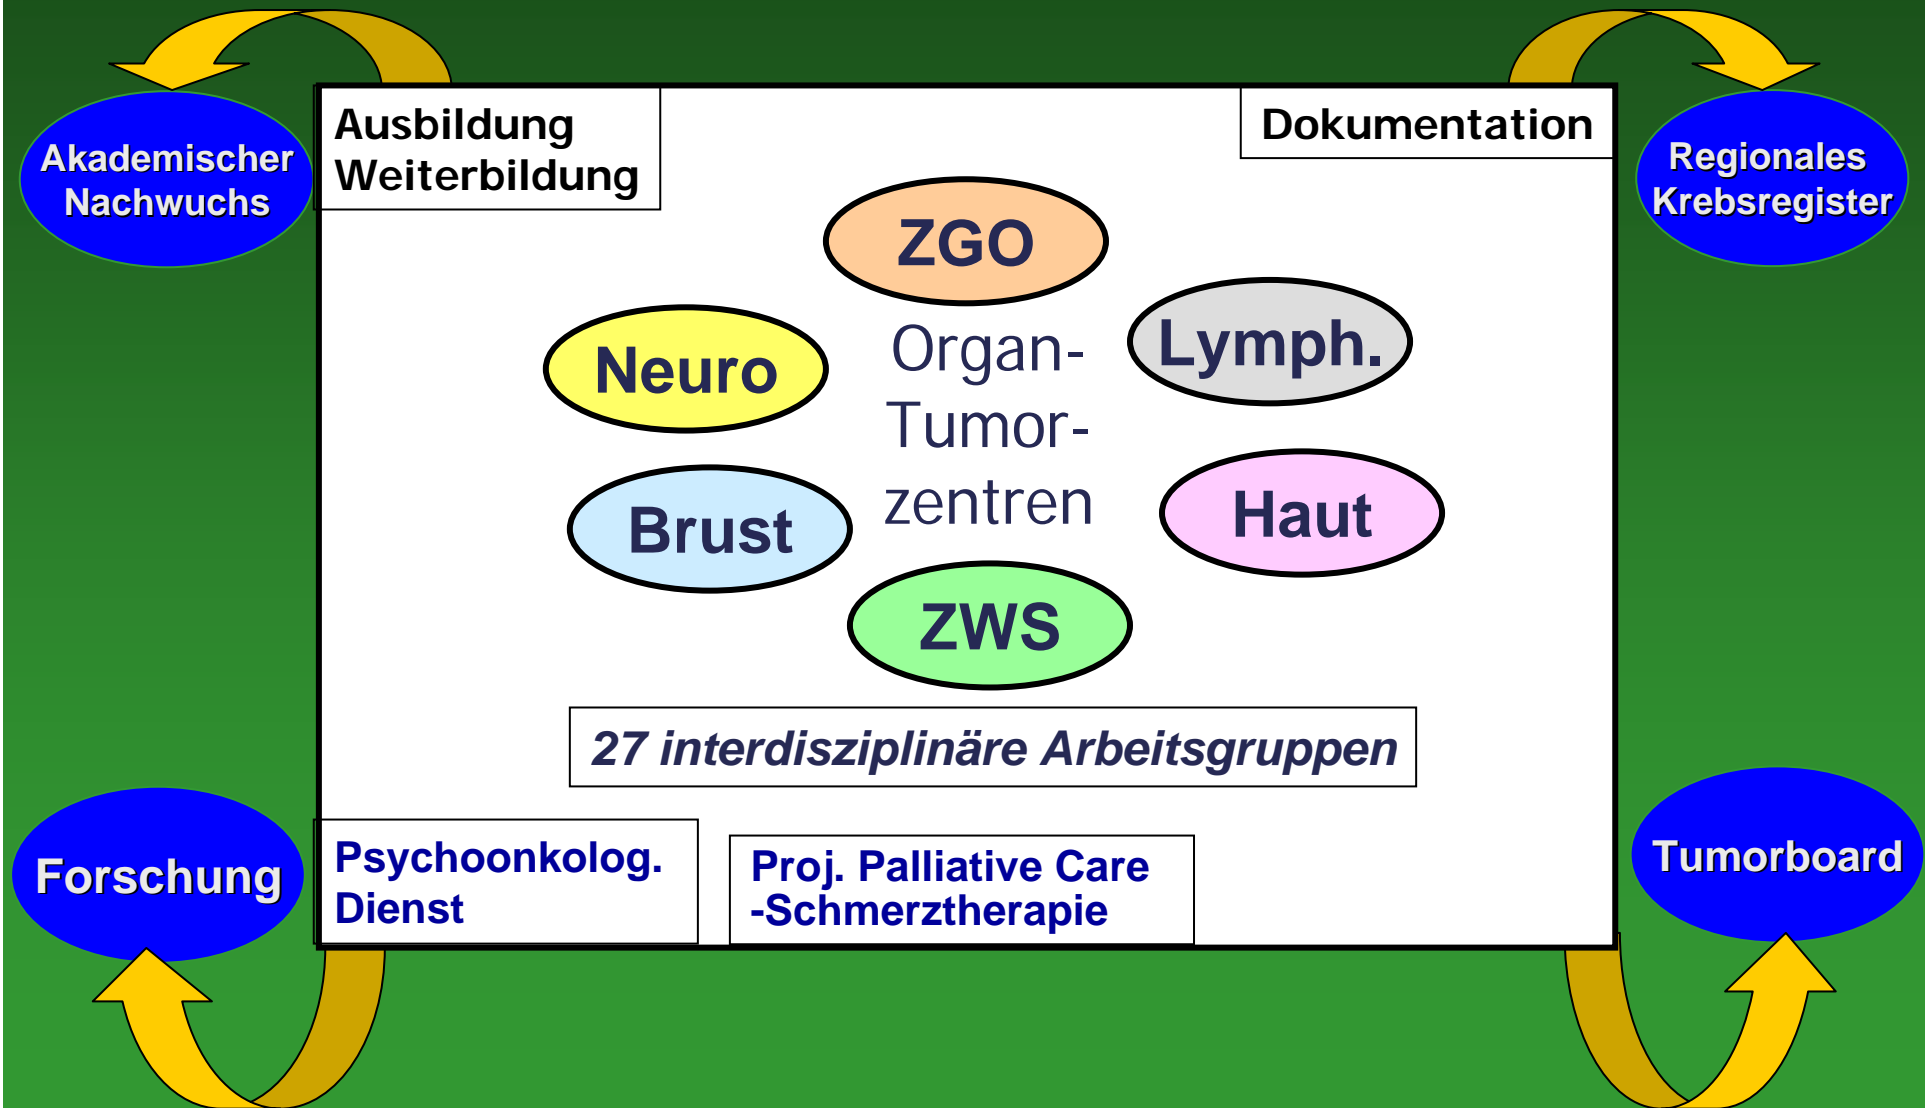 Akademischer
Nachwuchs
Ausbildung
Weiterbildung
Dokumentation
Regionales
Krebsregister
ZGO
Neuro
Lymph.
Organ-
Tumor-
zentren
Brust
Haut
ZWS
27 interdisziplinäre Arbeitsgruppen
Forschung
Psychoonkolog.
Dienst
Proj. Palliative Care
-Schmerztherapie
Tumorboard